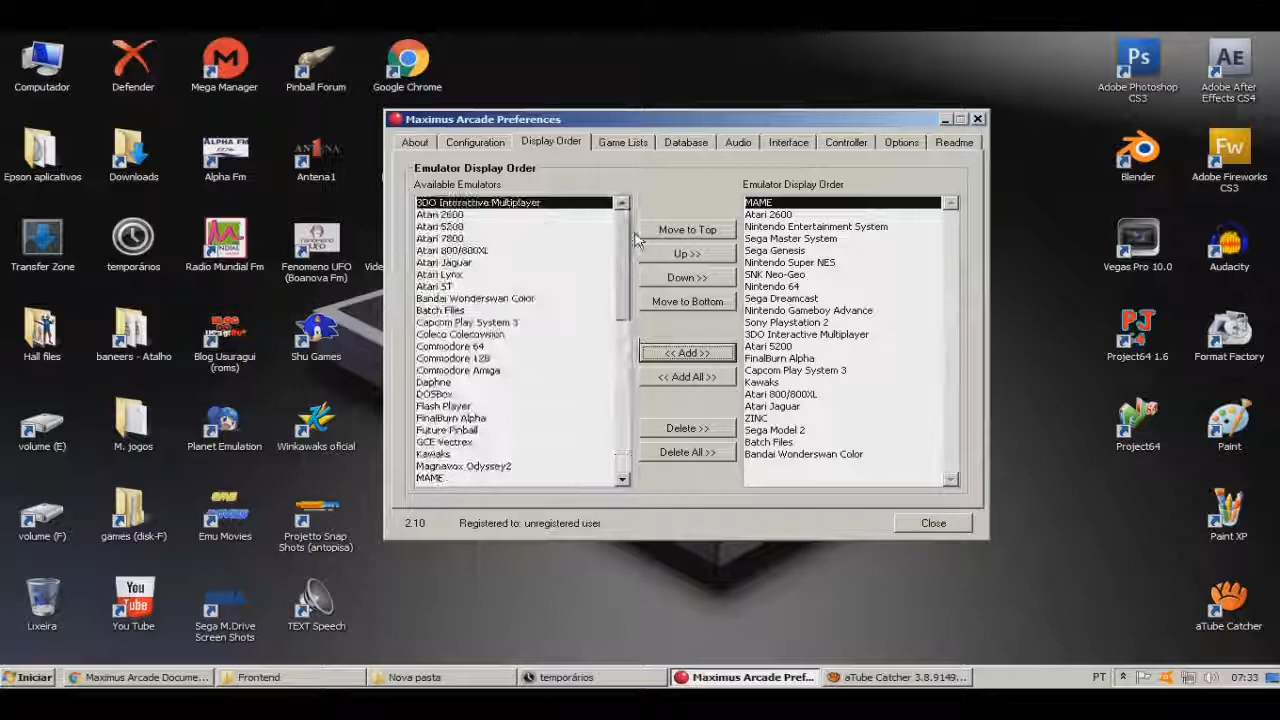 Computador
Defender
Mega Manager
Pinball Forum
Google Chrome
Adobe Photoshop
CS3
Adobe After
Effects CS4
Epson aplicativos
Downloads
Alpha Fm
Antena1
Blender
Adobe Fireworks
CS3
Transfer Zone
temporários
Radio Mundial Fm
Fenomeno UFO
(Boanova Fm)
Vegas Pro 10.0
Audacity
Hall files
baneers - Atalho
Blog Usuragui
(roms)
Shu Games
Project64 1.6
Format Factory
volume (E)
M. jogos
Planet Emulation
Winkawaks oficial
Project64
Paint
volume (F)
games (disk-F)
Emu Movies
Projetto Snap
Shots (antopisa)
Paint XP
Lixeira
You Tube
Sega M.Drive
Screen Shots
TEXT Speech
aTube Catcher
Maximus Arcade Preferences
About
Configuration
Display Order
Game Lists
Database
Audio
Interface
Controller
Options
Readme
Emulator Display Order
Available Emulators
3DO Interactive Multiplayer
Atari 2600
Atari 5200
Atari 7800
Atari 800/800XL
Atari Jaguar
Atari Lynx
Atari ST
Bandai Wonderswan Color
Batch Files
Capcom Play System 3
Coleco Colecovision
Commodore 64
Commodore 128
Commodore Amiga
Daphne
DOSBox
Flash Player
FinalBurn Alpha
Future Pinball
GCE Vectrex
Kawaks
Magnavox Odyssey2
MAME
Move to Top
Up >>
Down >>
Move to Bottom
<< Add >>
<< Add All >>
Delete >>
Delete All >>
Emulator Display Order
MAME
Atari 2600
Nintendo Entertainment System
Sega Master System
Sega Genesis
Nintendo Super NES
SNK Neo-Geo
Nintendo 64
Sega Dreamcast
Nintendo Gameboy Advance
Sony Playstation 2
3DO Interactive Multiplayer
Atari 5200
FinalBurn Alpha
Capcom Play System 3
Kawaks
Atari 800/800XL
Atari Jaguar
ZINC
Sega Model 2
Batch Files
Bandai Wonderswan Color
2.10
Registered to: unregistered user
Close
Iniciar
Maximus Arcade Docume...
Frontend
Nova pasta
temporários
Maximus Arcade Pref...
aTube Catcher 3.8.9149...
PT
07:33